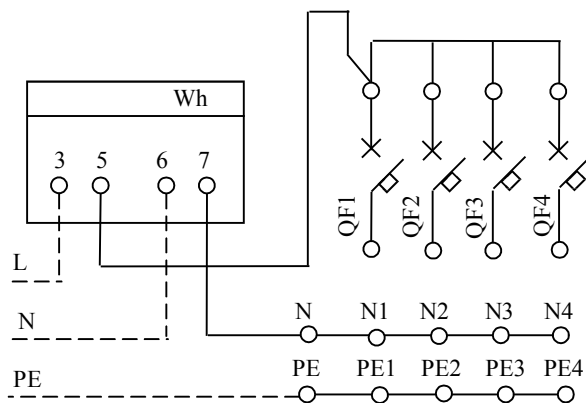 Wh
3 5 6 7
QF1 QF2 QF3 QF4
L
N
N N1 N2 N3 N4
PE
PE PE1 PE2 PE3 PE4